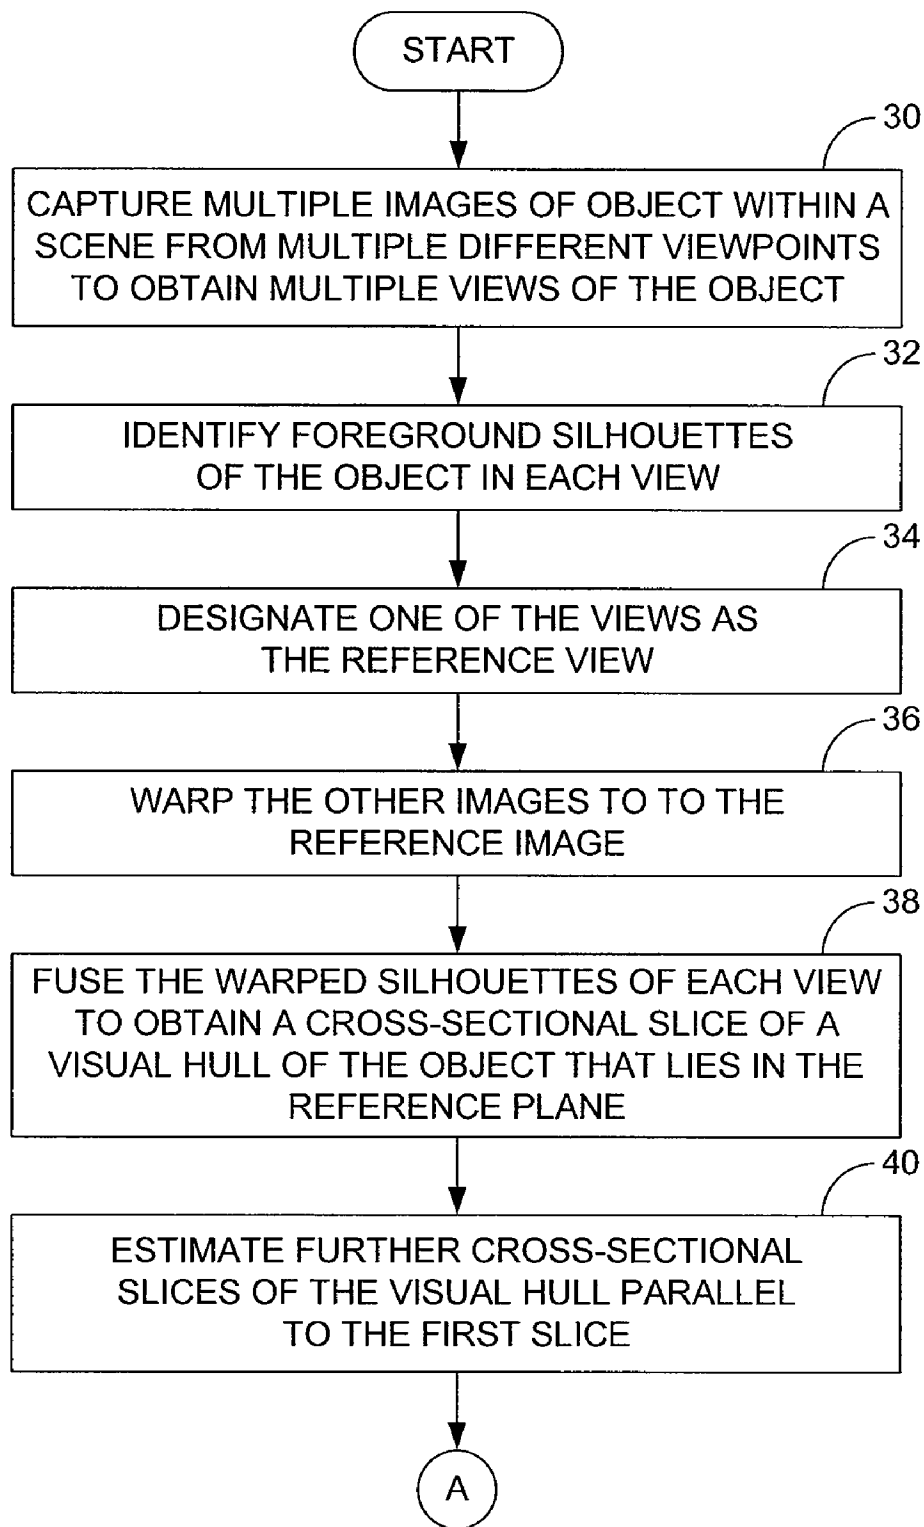 START
30
CAPTURE MULTIPLE IMAGES OF OBJECT WITHIN A
SCENE FROM MULTIPLE DIFFERENT VIEWPOINTS
TO OBTAIN MULTIPLE VIEWS OF THE OBJECT
32
IDENTIFY FOREGROUND SILHOUETTES
OF THE OBJECT IN EACH VIEW
34
DESIGNATE ONE OF THE VIEWS AS
THE REFERENCE VIEW
36
WARP THE OTHER IMAGES TO TO THE
REFERENCE IMAGE
38
FUSE THE WARPED SILHOUETTES OF EACH VIEW
TO OBTAIN A CROSS-SECTIONAL SLICE OF A
VISUAL HULL OF THE OBJECT THAT LIES IN THE
REFERENCE PLANE
40
ESTIMATE FURTHER CROSS-SECTIONAL
SLICES OF THE VISUAL HULL PARALLEL
TO THE FIRST SLICE
A